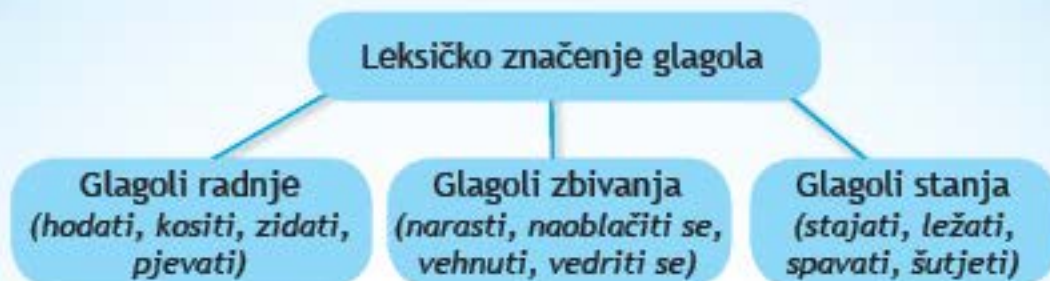 Leksičko značenje glagola
Glagoli radnje
(hodati, kositi, zidati,
pjevati)
Glagoli zbivanja
(narasti, naoblačiti se,
vehnuti, vedriti se)
Glagoli stanja
(stajati, ležati,
spavati, šutjeti)